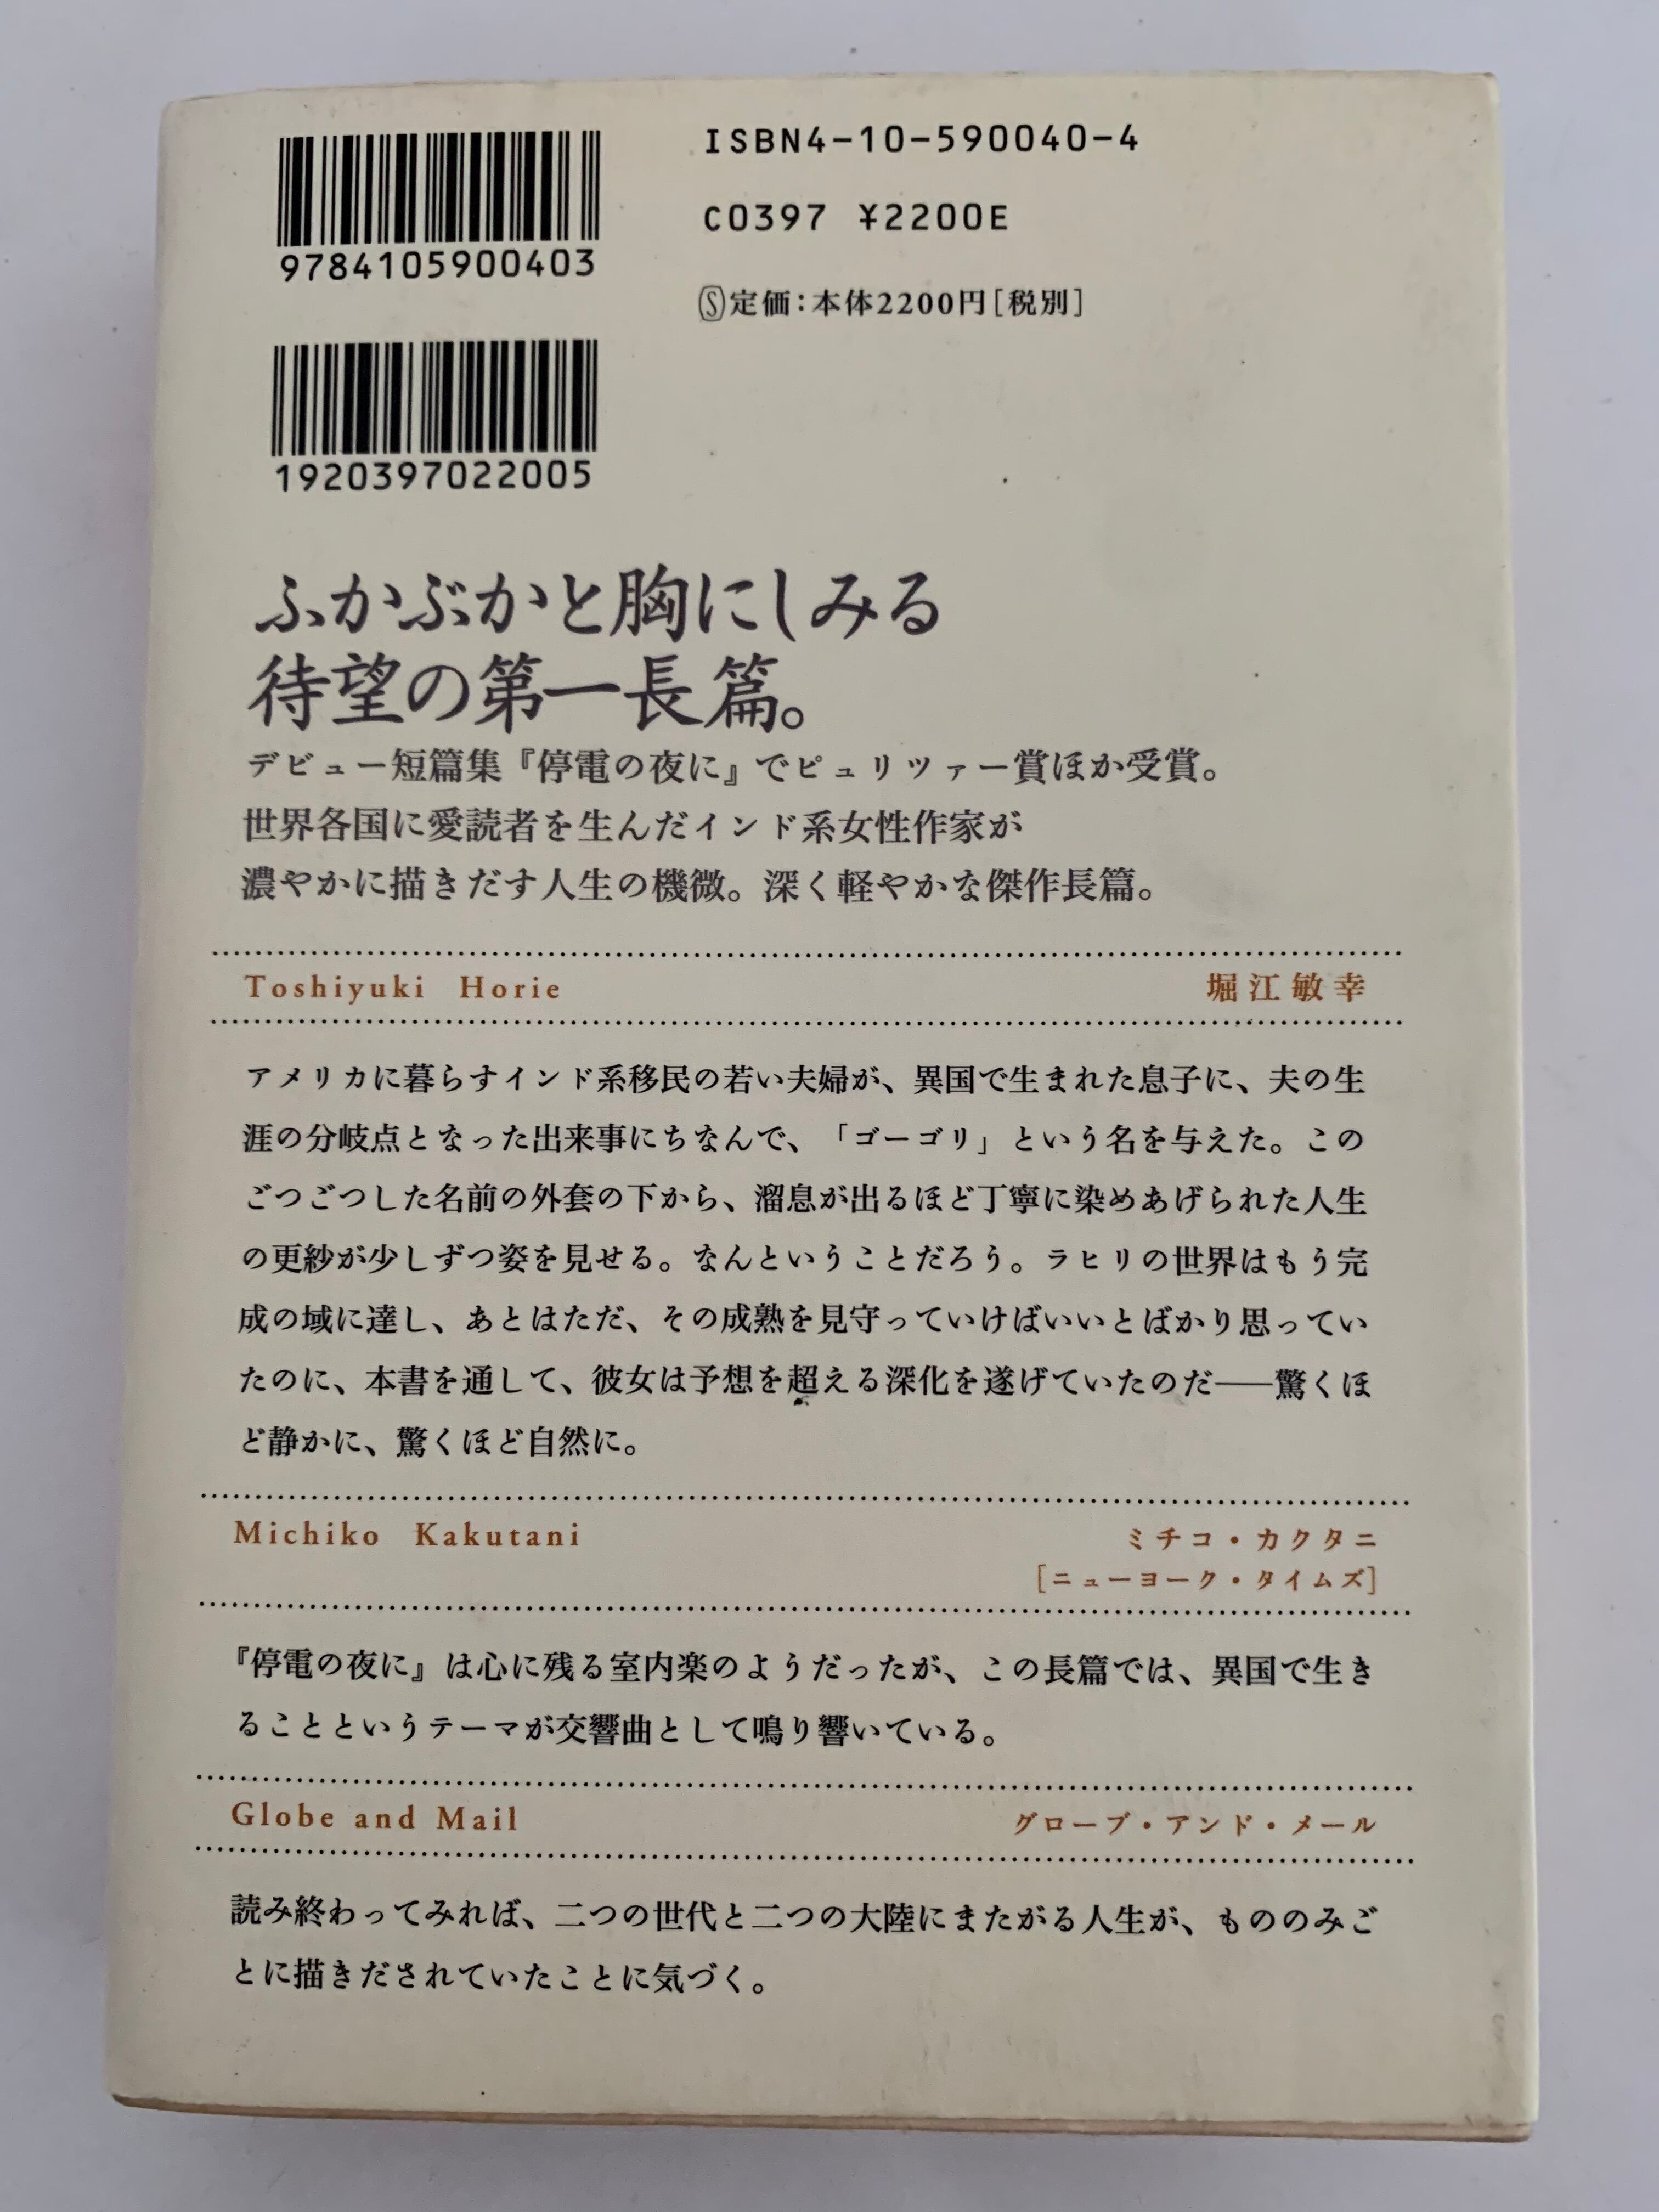 9784105900403
ISBN4-10-590040-4
C0397 ¥2200E
Ⓢ定価：本体2200円[税別]
1920397022005
ふかぶかと胸にしみる
待望の第一長篇。
デビュー短篇集『停電の夜に』でピュリツァー賞ほか受賞。
世界各国に愛読者を生んだインド系女性作家が
濃やかに描きだす人生の機微。深く軽やかな傑作長篇。
Toshiyuki Horie 堀江敏幸
アメリカに暮らすインド系移民の若い夫婦が、異国で生まれた息子に、夫の生
涯の分岐点となった出来事にちなんで、「ゴーゴリ」という名を与えた。この
ごつごつした名前の外套の下から、溜息が出るほど丁寧に染めあげられた人生
の更紗が少しずつ姿を見せる。なんということだろう。ラヒリの世界はもう完
成の域に達し、あとはただ、その成熟を見守っていけばいいとばかり思ってい
たのに、本書を通して、彼女は予想を超える深化を遂げていたのだ――驚くほ
ど静かに、驚くほど自然に。
Michiko Kakutani ミチコ・カクタニ
[ニューヨーク・タイムズ]
『停電の夜に』は心に残る室内楽のようだったが、この長篇では、異国で生き
ることというテーマが交響曲として鳴り響いている。
Globe and Mail グローブ・アンド・メール
読み終わってみれば、二つの世代と二つの大陸にまたがる人生が、もののみご
とに描きだされていたことに気づく。